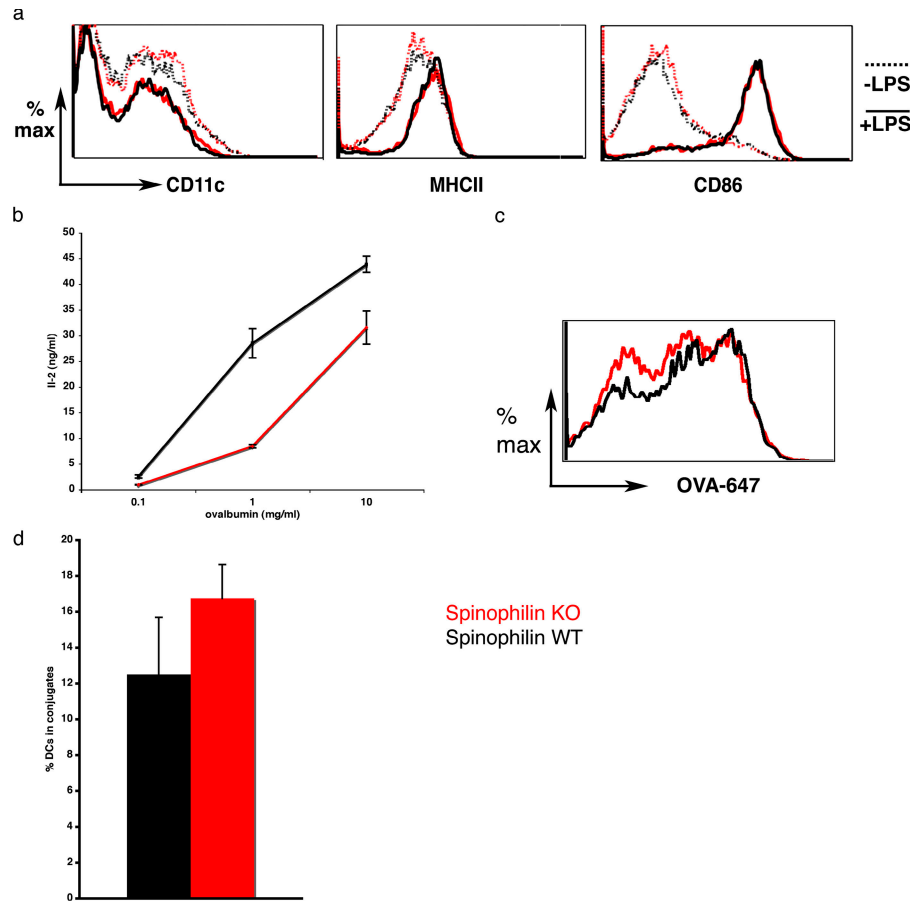 a
%
max
CD11c
MHCII
CD86
-LPS
+LPS
b
50
45
40
35
30
25
20
15
10
5
0
Il-2 (ng/ml)
0.1
1
10
ovalbumin (mg/ml)
c
%
max
OVA-647
d
20
18
16
14
12
10
8
6
4
2
0
% DCs in conjugates
Spinophilin KO
Spinophilin WT